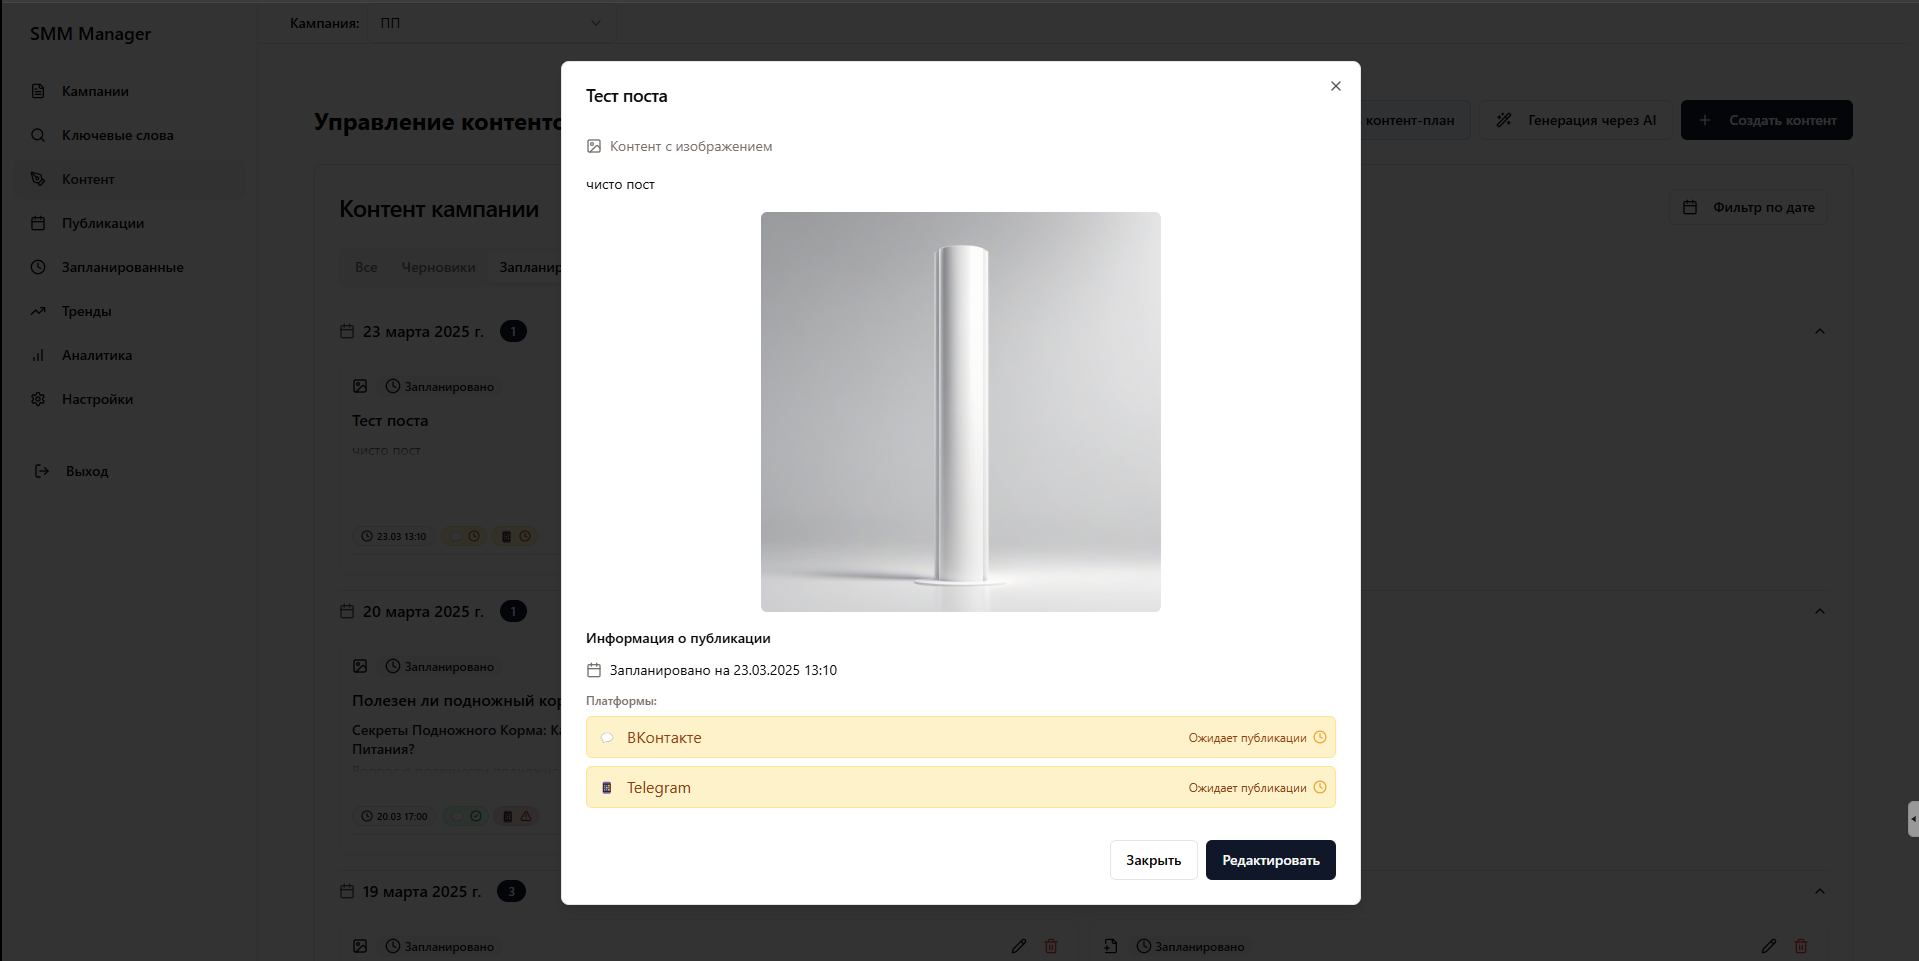 SMM Manager
Кампания:
ПП
Кампании
Ключевые слова
Контент
Публикации
Запланированные
Тренды
Аналитика
Настройки
Выход
Управление контенто
контент-план
Генерация через AI
Создать контент
Контент кампании
Фильтр по дате
Все
Черновики
Запланир
23 марта 2025 г.
1
Запланировано
Тест поста
чисто пост
23.03 13:10
20 марта 2025 г.
1
Запланировано
Полезен ли подножный кор
Секреты Подножного Корма: К
Питания?
20.03 17:00
19 марта 2025 г.
3
Запланировано
Запланировано
Тест поста
Контент с изображением
чисто пост
Информация о публикации
Запланировано на 23.03.2025 13:10
Платформы:
ВКонтакте
Ожидает публикации
Telegram
Ожидает публикации
Закрыть
Редактировать